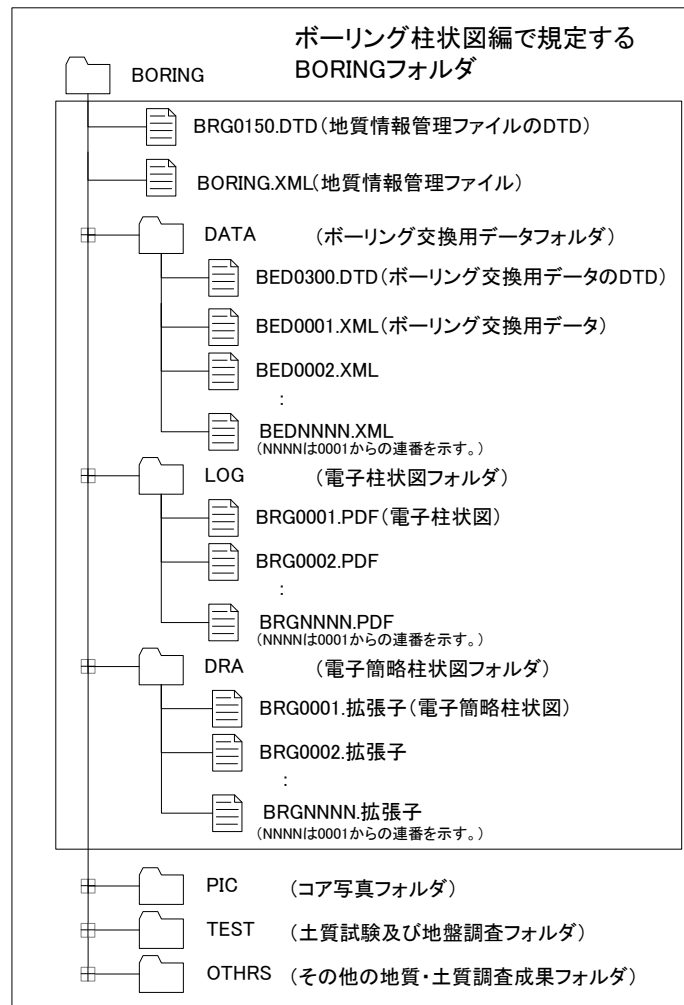 ボーリング柱状図編で規定する
BORINGフォルダ
BORING
BRG0150.DTD(地質情報管理ファイルのDTD)
BORING.XML(地質情報管理ファイル)
DATA (ボーリング交換用データフォルダ)
BED0300.DTD(ボーリング交換用データのDTD)
BED0001.XML(ボーリング交換用データ)
BED0002.XML
:
BEDNNNN.XML
(NNNNは0001からの連番を示す。)
LOG (電子柱状図フォルダ)
BRG0001.PDF(電子柱状図)
BRG0002.PDF
:
BRGNNNN.PDF
(NNNNは0001からの連番を示す。)
DRA (電子簡略柱状図フォルダ)
BRG0001.拡張子(電子簡略柱状図)
BRG0002.拡張子
:
BRGNNNN.拡張子
(NNNNは0001からの連番を示す。)
PIC (コア写真フォルダ)
TEST (土質試験及び地盤調査フォルダ)
OTHRS (その他の地質・土質調査成果フォルダ)